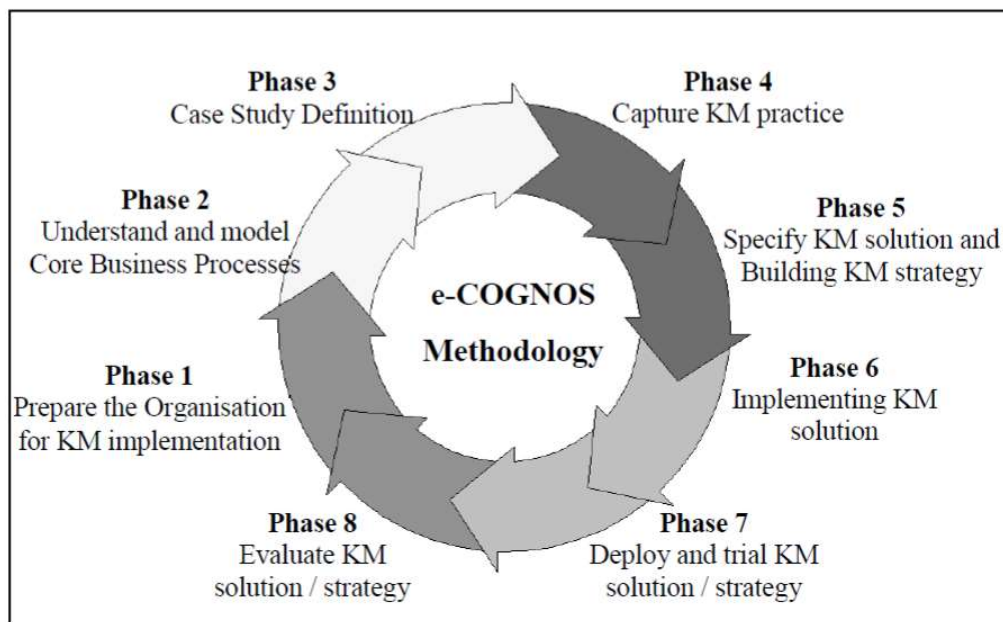 Phase 3
Case Study Definition
Phase 4
Capture KM practice
Phase 2
Understand and model
Core Business Processes
Phase 5
Specify KM solution and
Building KM strategy
e-COGNOS
Methodology
Phase 1
Prepare the Organisation
for KM implementation
Phase 6
Implementing KM
solution
Phase 8
Evaluate KM
solution / strategy
Phase 7
Deploy and trial KM
solution / strategy